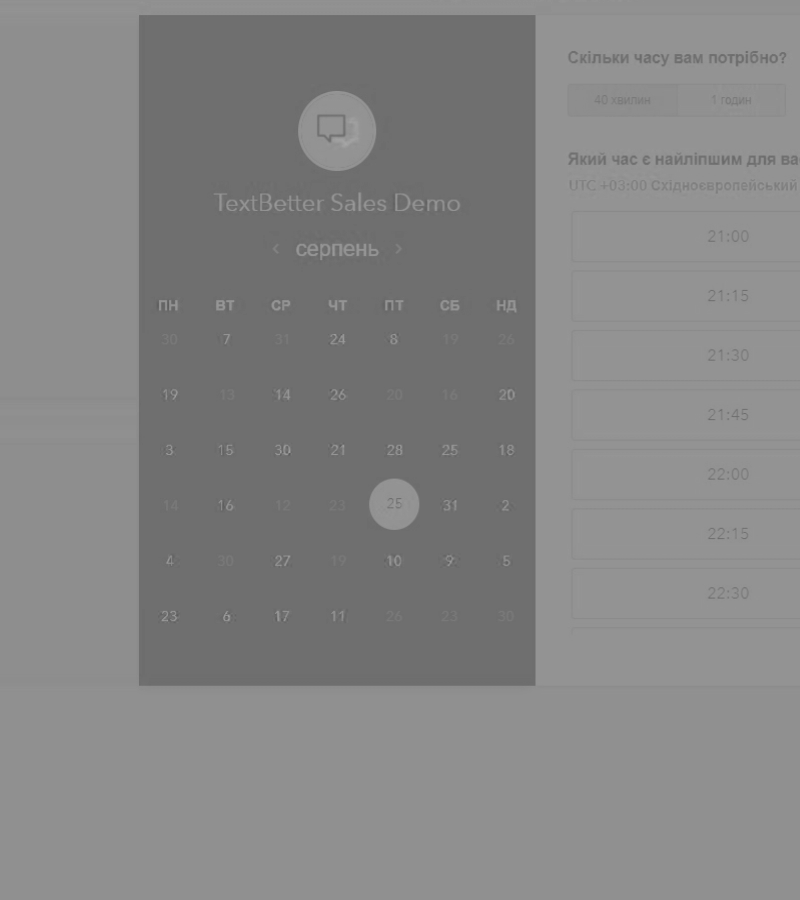 TextBetter Sales Demo
серпень
ПН ВТ СР ЧТ ПТ СБ НД
30 7 31 24 8 19 26
19 13 14 26 20 16 20
3 15 30 21 28 25 18
14 16 12 23 25 31 2
4 30 27 19 10 9 5
23 6 17 11 26 23 30
Скільки часу вам потрібно?
40 хвилин 1 годин
Який час є найліпшим для
UTC +03:00 Східноєвропейський
21:00
21:15
21:30
21:45
22:00
22:15
22:30